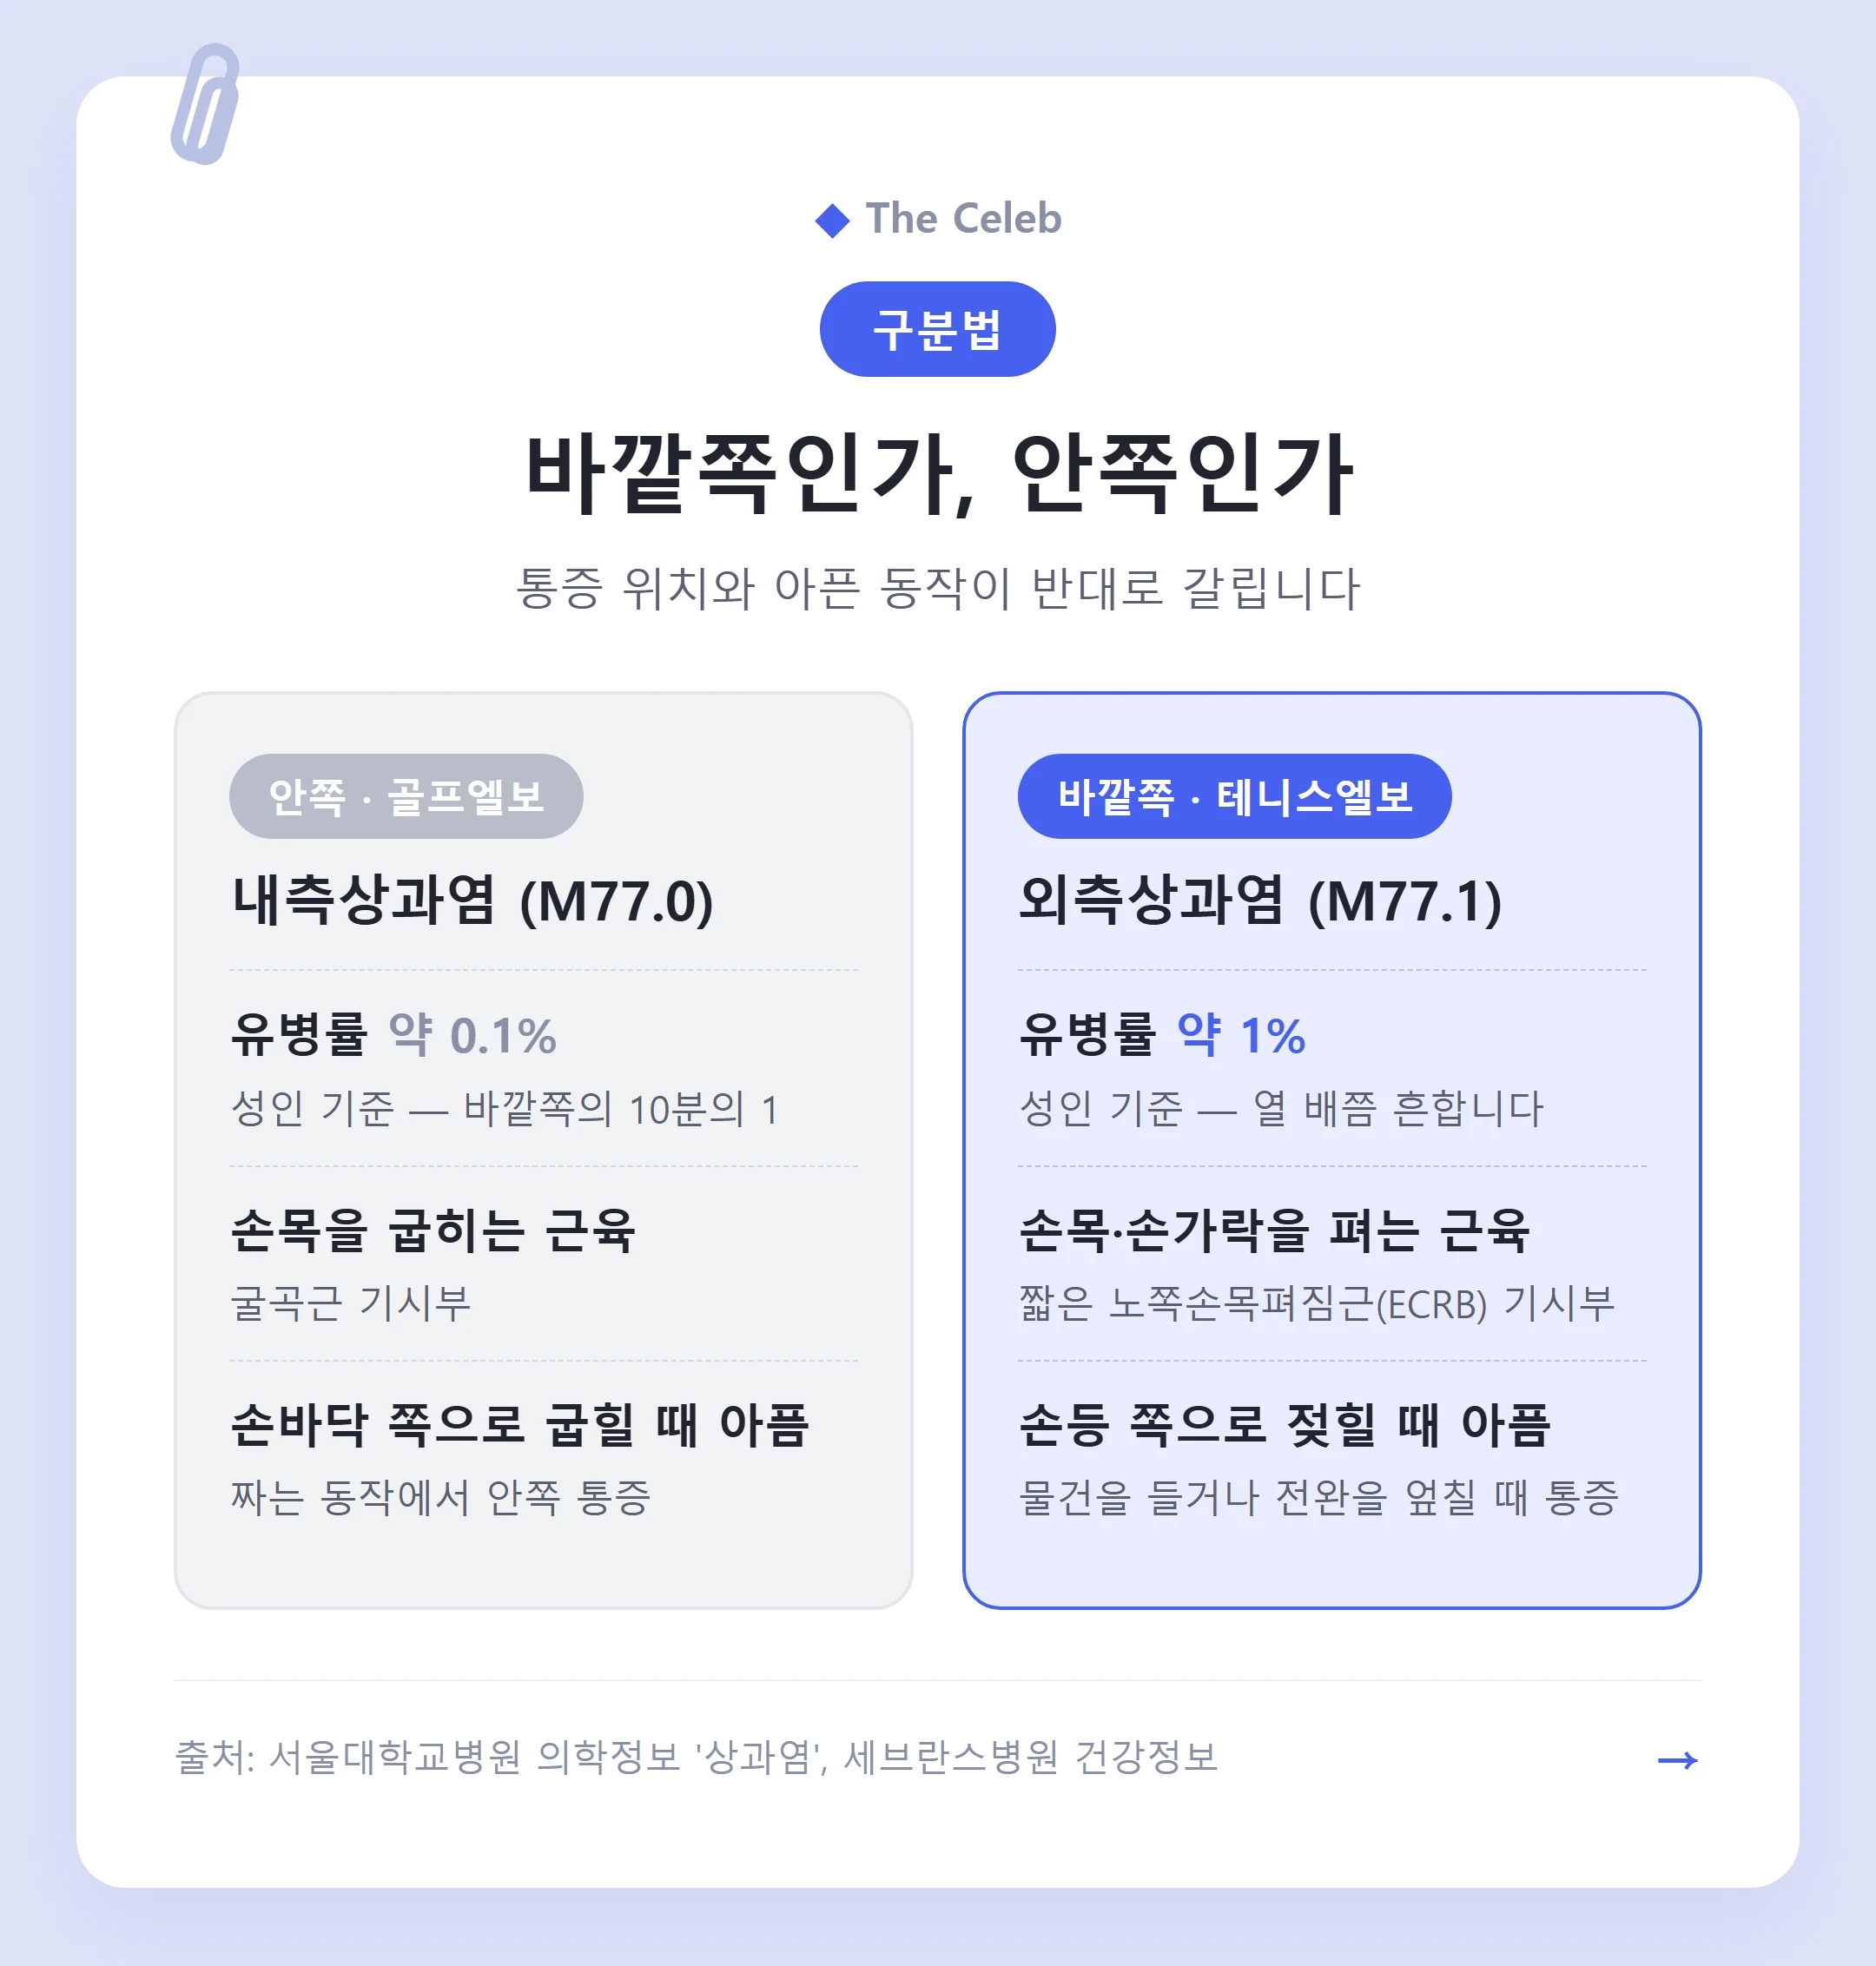 The Celeb
구분법
바깥쪽인가, 안쪽인가
통증 위치와 아픈 동작이 반대로 갈립니다
안쪽 · 골프엘보
내측상과염 (M77.0)
유병률 약 0.1%
성인 기준 — 바깥쪽의 10분의 1
손목을 굽히는 근육
굴곡근 기시부
손바닥 쪽으로 굽힐 때 아픔
짜는 동작에서 안쪽 통증
바깥쪽 · 테니스엘보
외측상과염 (M77.1)
유병률 약 1%
성인 기준 — 열 배쯤 흔합니다
손목·손가락을 펴는 근육
짧은 노쪽손목폄짐근(ECRB) 기시부
손등 쪽으로 젖힐 때 아픔
물건을 들거나 전완을 엎칠 때 통증
출처: 서울대학교병원 의학정보 '상과염', 세브란스병원 건강정보
→